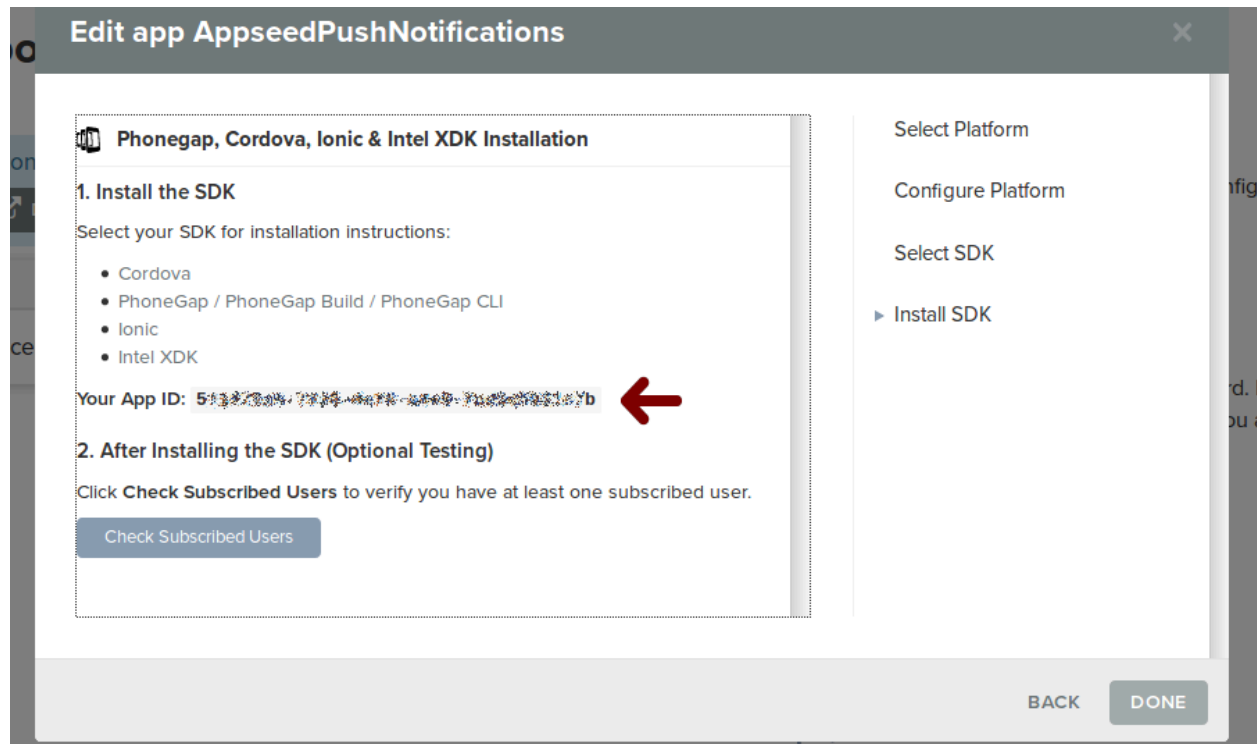 Edit app AppseedPushNotifications
Phonegap, Cordova, Ionic & Intel XDK Installation
1. Install the SDK
Select your SDK for installation instructions:
Cordova
PhoneGap / PhoneGap Build / PhoneGap CLI
Ionic
Intel XDK
Your App ID:
2. After Installing the SDK (Optional Testing)
Click Check Subscribed Users to verify you have at least one subscribed user.
Check Subscribed Users
Select Platform
Configure Platform
Select SDK
Install SDK
BACK
DONE